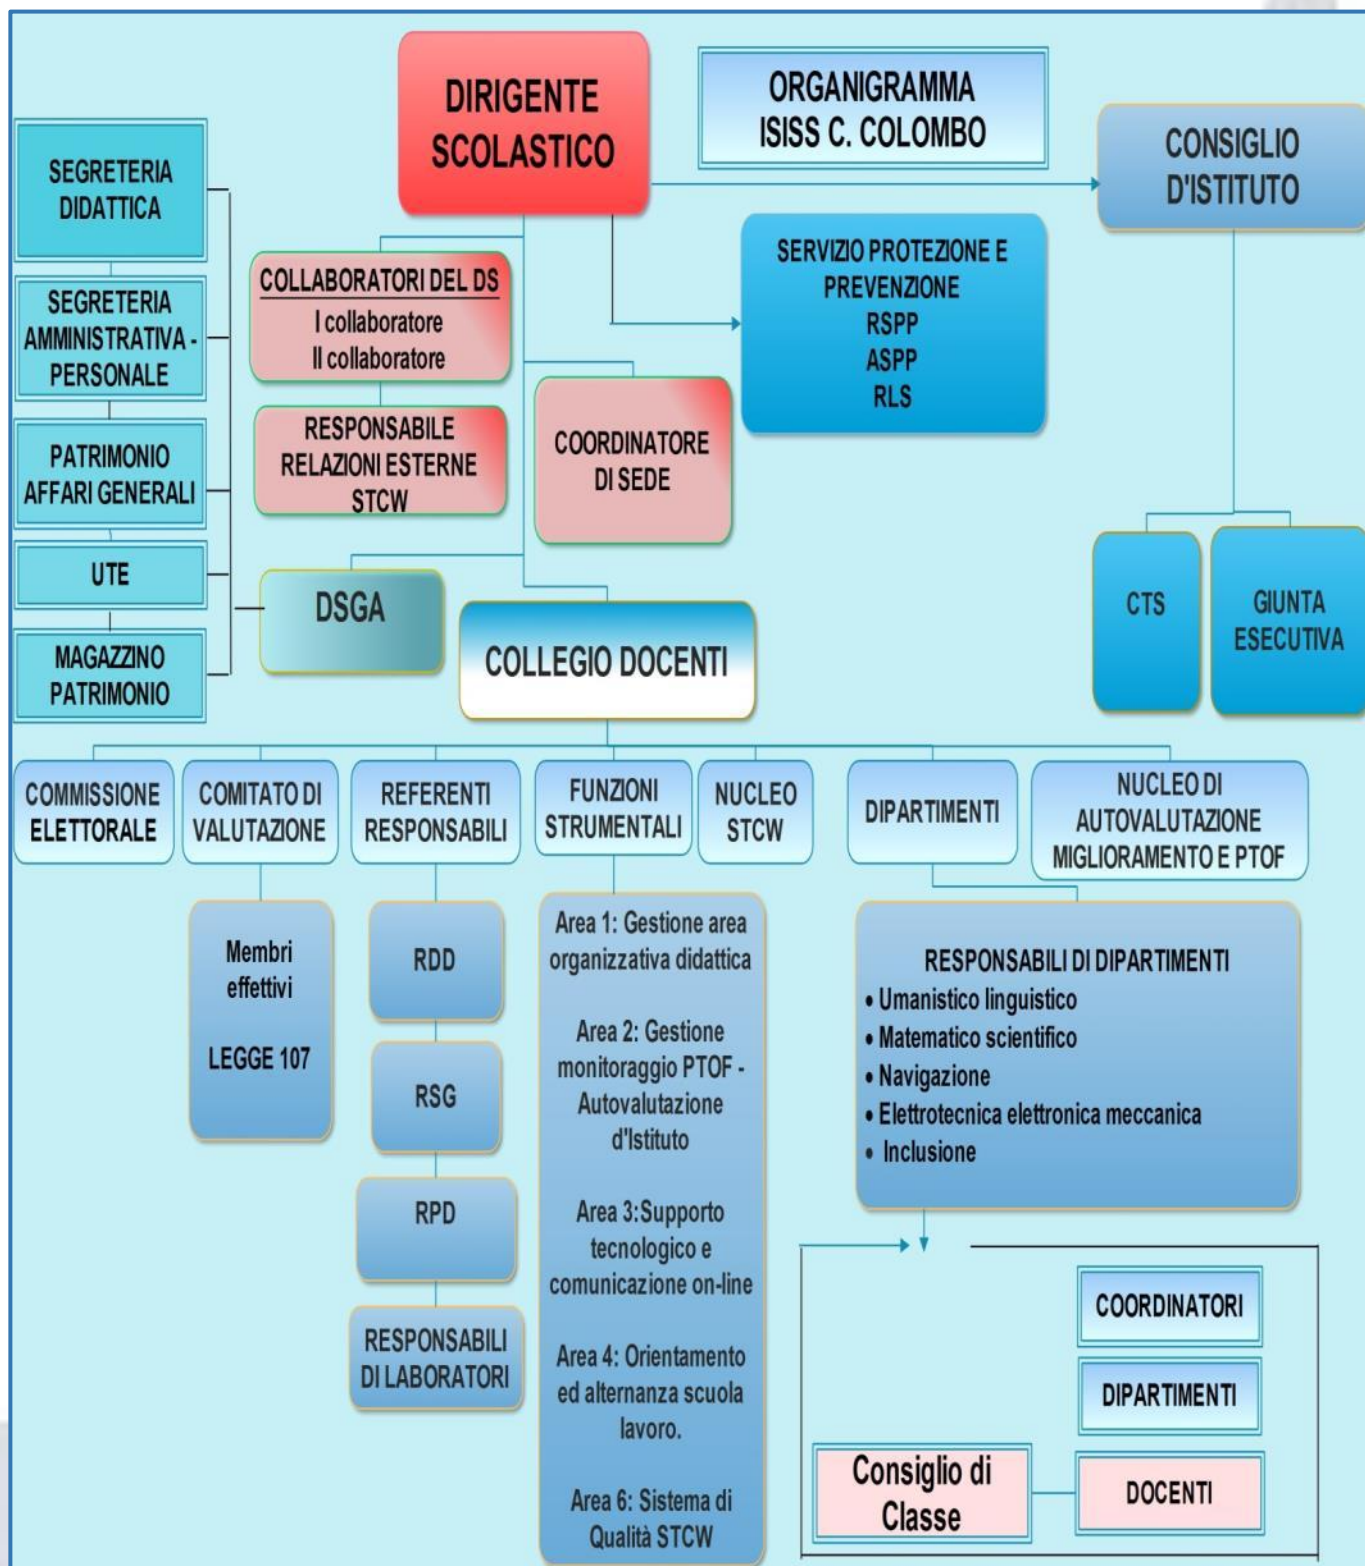 DIRIGENTE
SCOLASTICO
ORGANIGRAMMA
ISISS C. COLOMBO
CONSIGLIO
D'ISTITUTO
SEGRETERIA
DIDATTICA
SEGRETERIA
AMMINISTRATIVA -
PERSONALE
PATRIMONIO
AFFARI GENERALI
UTE
MAGAZZINO
PATRIMONIO
COLLABORATORI DEL DS
I collaboratore
II collaboratore
RESPONSABILE
RELAZIONI ESTERNE
STCW
COORDINATORE
DI SEDE
SERVIZIO PROTEZIONE E
PREVENZIONE
RSPP
ASPP
RLS
DSGA
COLLEGIO DOCENTI
CTS
GIUNTA
ESECUTIVA
COMMISSIONE
ELETTORALE
COMITATO DI
VALUTAZIONE
REFERENTI
RESPONSABILI
FUNZIONI
STRUMENTALI
NUCLEO
STCW
DIPARTIMENTI
NUCLEO DI
AUTOVALUTAZIONE
MIGLIORAMENTO E PTOF
Membri
effettivi
LEGGE 107
RDD
RSG
RPD
RESPONSABILI
DI LABORATORI
Area 1: Gestione area
organizzativa didattica
Area 2: Gestione
monitoraggio PTOF -
Autovalutazione
d'Istituto
Area 3:Supporto
tecnologico e
comunicazione on-line
Area 4: Orientamento
ed alternanza scuola
lavoro.
Area 6: Sistema di
Qualità STCW
RESPONSABILI DI DIPARTIMENTI
• Umanistico linguistico
• Matematico scientifico
• Navigazione
• Elettrotecnica elettronica meccanica
• Inclusione
COORDINATORI
DIPARTIMENTI
Consiglio di
Classe
DOCENTI